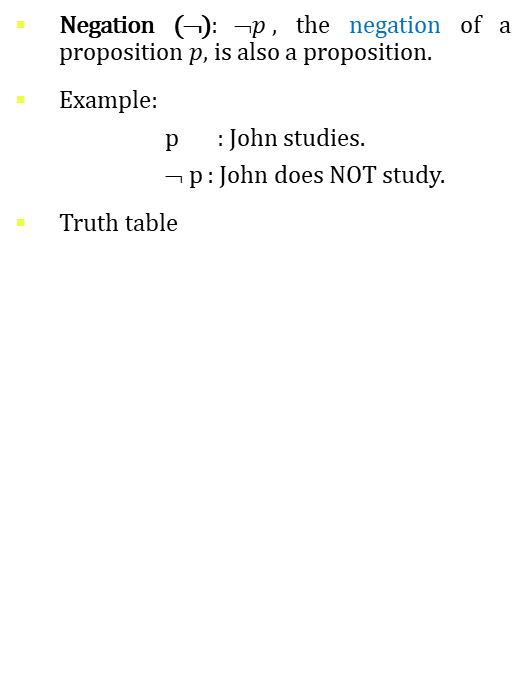 ▪ Negation (¬): ¬p , the negation of a
proposition p, is also a proposition.
▪ Example:
p : John studies.
¬ p : John does NOT study.
▪ Truth table